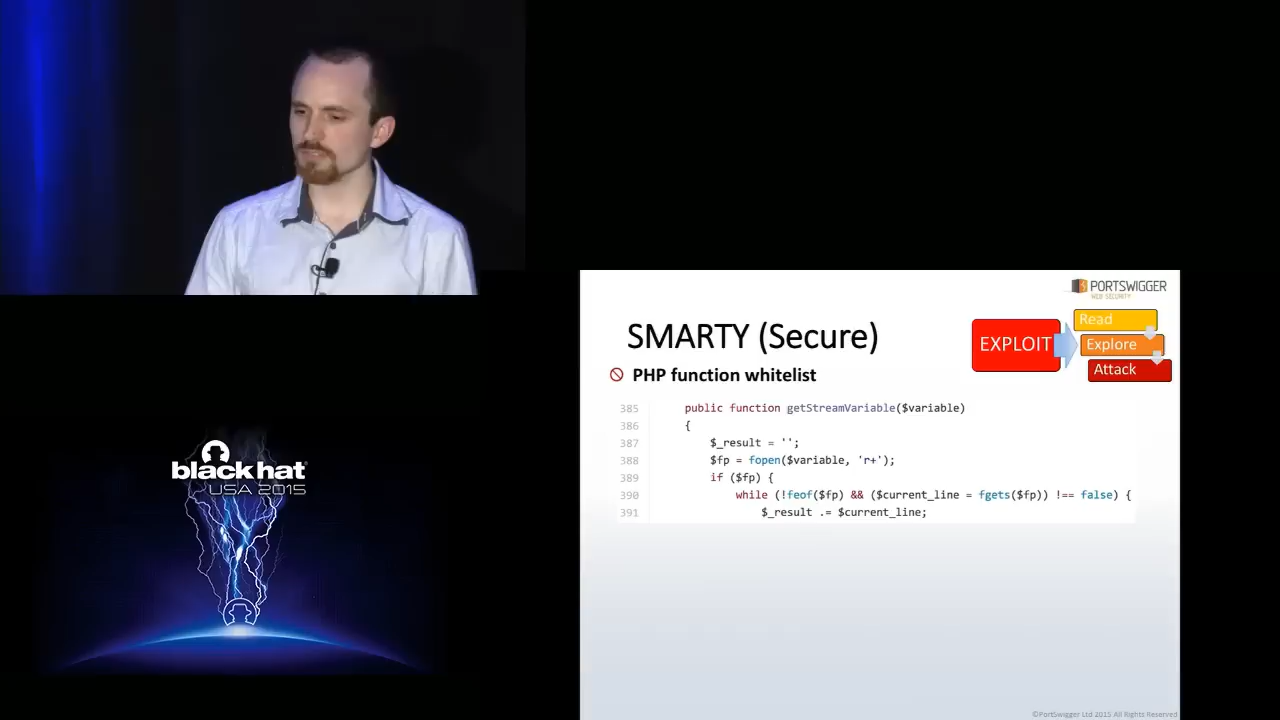 PORTSWIGGER
WEB SECURITY
SMARTY (Secure)
EXPLOIT
Read
Explore
Attack
PHP function whitelist
385 public function getStreamVariable($variable)
386 {
387 $_result = '';
388 $fp = fopen($variable, 'r+');
389 if ($fp) {
390 while (!feof($fp) && ($current_line = fgets($fp)) !== false) {
391 $_result .= $current_line;
black hat
USA 2015
©PortSwigger Ltd 2015 All Rights Reserved